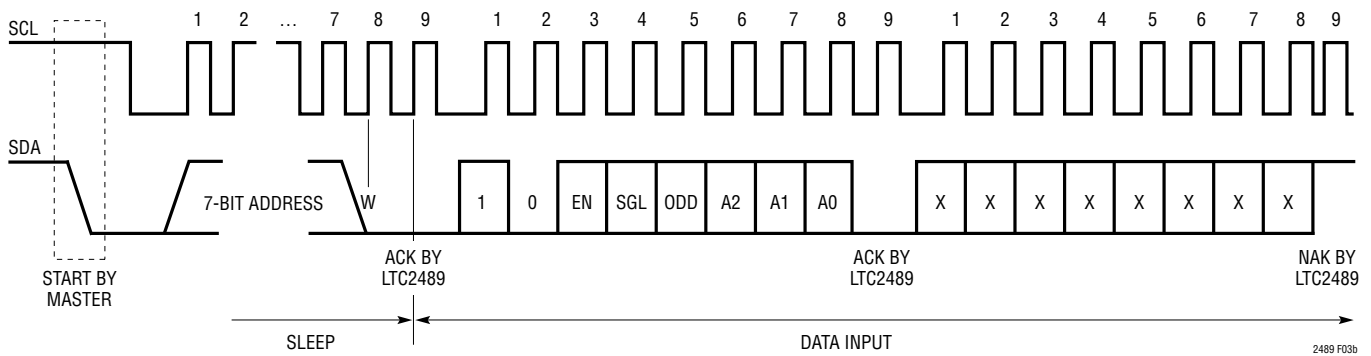 1 2 … 7 8 9 1 2 3 4 5 6 7 8 9 1 2 3 4 5 6 7 8 9
SCL
SDA
7-BIT ADDRESS W 1 0 EN SGL ODD A2 A1 A0 X X X X X X X X
START BY
MASTER
ACK BY
LTC2489
ACK BY
LTC2489
NAK BY
LTC2489
SLEEP DATA INPUT
2489 F03b